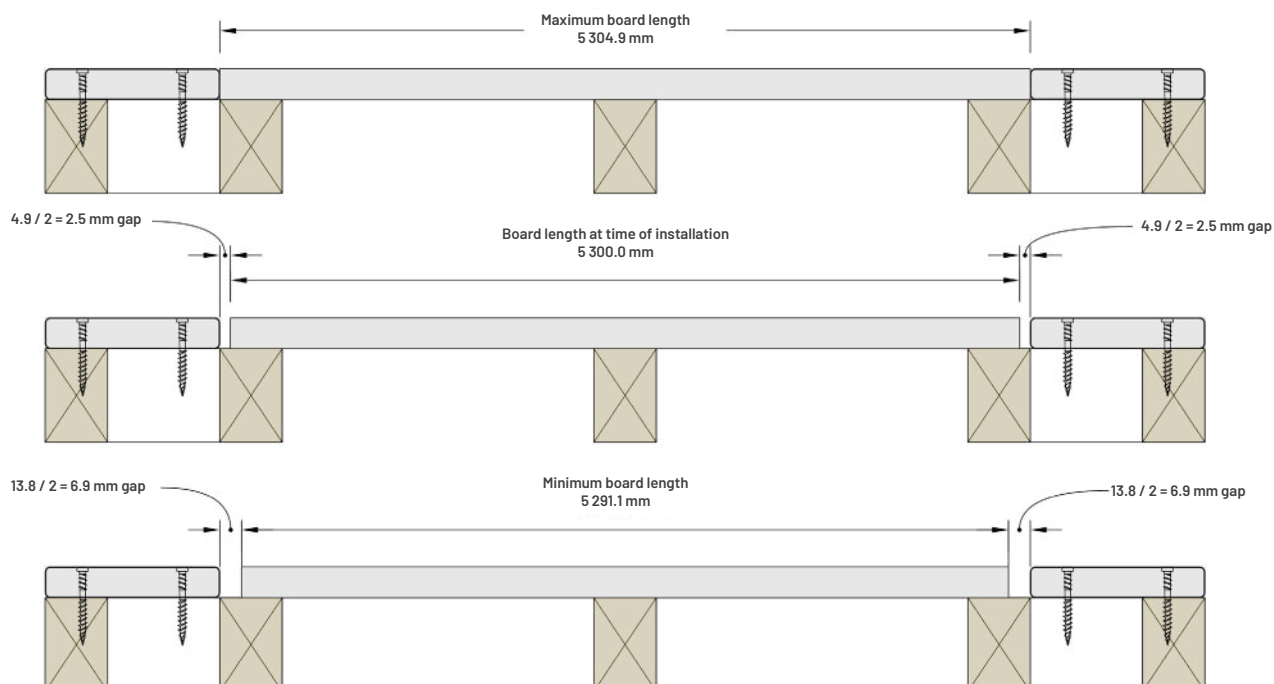 Maximum board length
5 304.9 mm
4.9 / 2 = 2.5 mm gap
Board length at time of installation
5 300.0 mm
4.9 / 2 = 2.5 mm gap
13.8 / 2 = 6.9 mm gap
Minimum board length
5 291.1 mm
13.8 / 2 = 6.9 mm gap